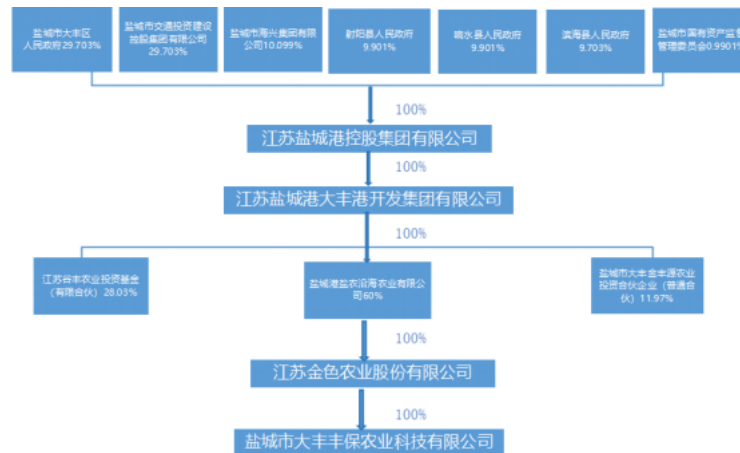 盐城市大丰区
人民政府29.703%
盐城市交通投资建设
控股集团有限公司
29.703%
盐城市海兴集团有限
公司10.099%
射阳县人民政府
9.901%
响水县人民政府
9.901%
滨海县人民政府
9.703%
盐城市国有资产监督
管理委员会0.9901%
100%
江苏盐城港控股集团有限公司
100%
江苏盐城港大丰港开发集团有限公司
100%
江苏谷丰农业投资基金
（有限合伙）28.03%
盐城港盐农沿海农业有限公
司60%
盐城市大丰金丰源农业
投资合伙企业（普通合
伙）11.97%
100%
江苏金色农业股份有限公司
100%
盐城市大丰丰保农业科技有限公司